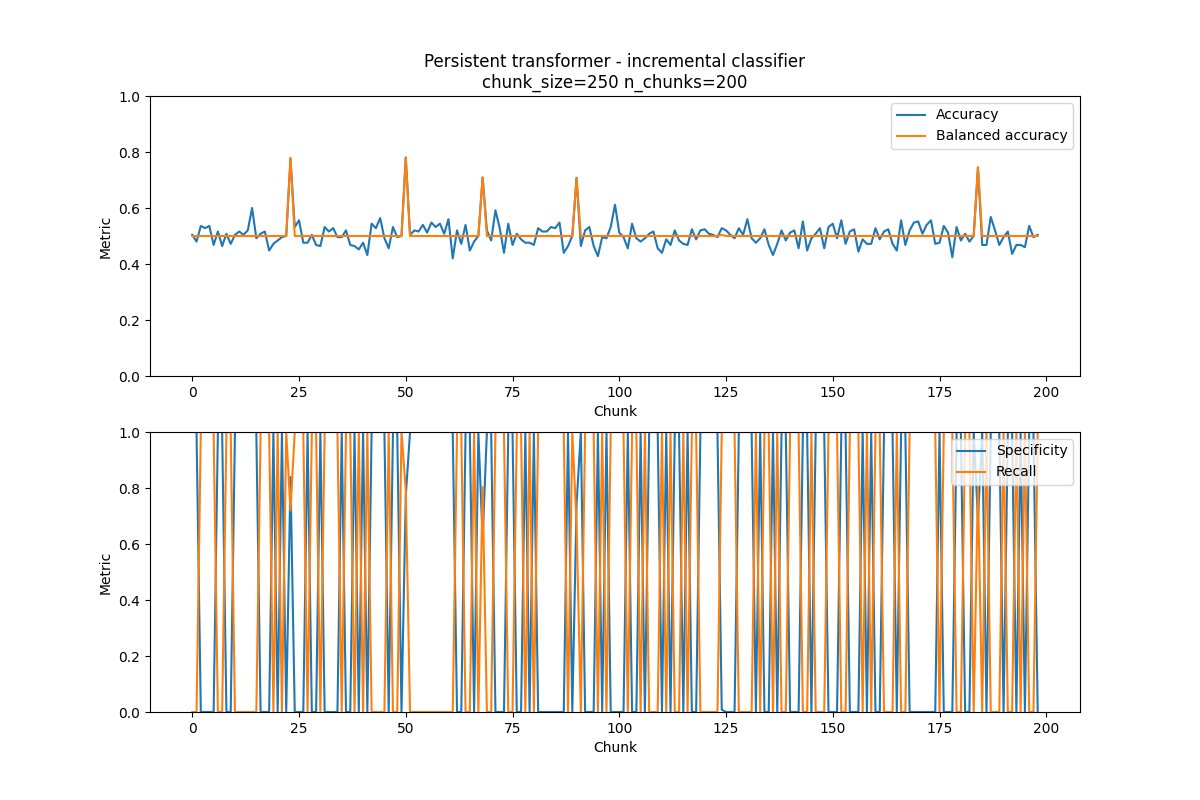 Persistent transformer - incremental classifier
chunk_size=250 n_chunks=200
1.0
0.8
0.6
0.4
0.2
0.0
Metric
Accuracy
Balanced accuracy
0 25 50 75 100 125 150 175 200
Chunk
1.0
0.8
0.6
0.4
0.2
0.0
Metric
Specificity
Recall
0 25 50 75 100 125 150 175 200
Chunk